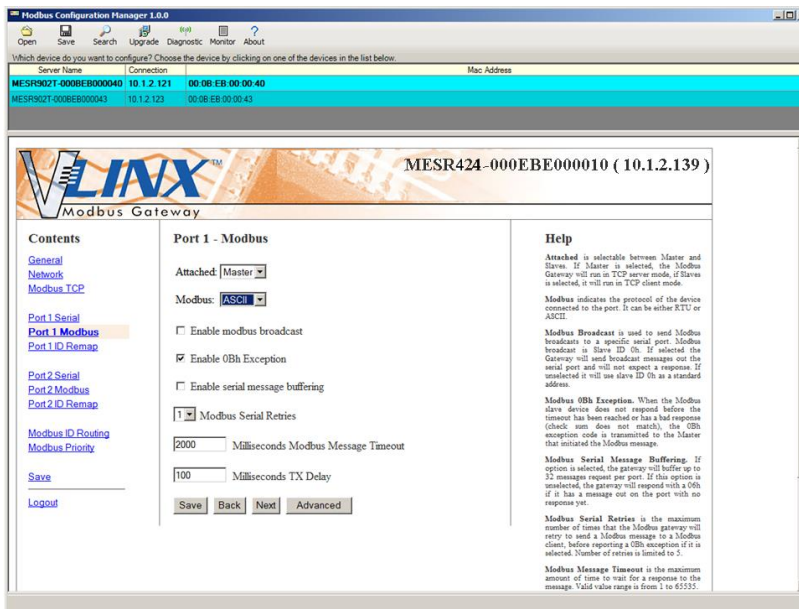 Modbus Configuration Manager 1.0.0
Open Save Search Upgrade Diagnostic Monitor About
Which device do you want to configure? Choose the device by clicking on one of the devices in the list below.
Server Name Connection Mac Address
MESR902T-000BEB000040 10.1.2.121 00:0B:EB:00:00:40
MESR902T-000BEB000043 10.1.2.123 00:0B:EB:00:00:43
VLINX TM
Modbus Gateway
MESR424-000EBE000010 ( 10.1.2.139 )
Contents
General
Network
Modbus TCP
Port 1 Serial
Port 1 Modbus
Port 1 ID Remap
Port 2 Serial
Port 2 Modbus
Port 2 ID Remap
Modbus ID Routing
Modbus Priority
Save
Logout
Port 1 - Modbus
Attached: Master
Modbus: ASCII
Enable modbus broadcast
Enable 0Bh Exception
Enable serial message buffering
1 Modbus Serial Retries
2000 Milliseconds Modbus Message Timeout
100 Milliseconds TX Delay
Save Back Next Advanced
Help
Attached is selectable between Master and
Slaves. If Master is selected, the Modbus
Gateway will run in TCP server mode, if Slaves
is selected, it will run in TCP client mode.
Modbus indicates the protocol of the device
connected to the port. It can be either RTU or
ASCII.
Modbus Broadcast is used to send Modbus
broadcasts to a specific serial port. Modbus
broadcast is Slave ID 0h. If selected the
Gateway will send broadcast messages out the
serial port and will not expect a response. If
unselected it will use slave ID 0h as a standard
address.
Modbus 0Bh Exception. When the Modbus
slave device does not respond before the
timeout has been reached or has a bad response
(check sum does not match), the 0Bh
exception code is transmitted to the Master
that initiated the Modbus message.
Modbus Serial Message Buffering. If
option is selected, the gateway will buffer up to
32 messages request per port. If this option is
unselected, the gateway will respond with a 06h
if it has a message out on the port with no
response yet.
Modbus Serial Retries is the maximum
number of times that the Modbus gateway will
retry to send a Modbus message to a Modbus
client, before reporting a 0Bh exception if it is
selected. Number of retries is limited to 5.
Modbus Message Timeout is the maximum
amount of time to wait for a response to the
message. Valid value range is from 1 to 65535.